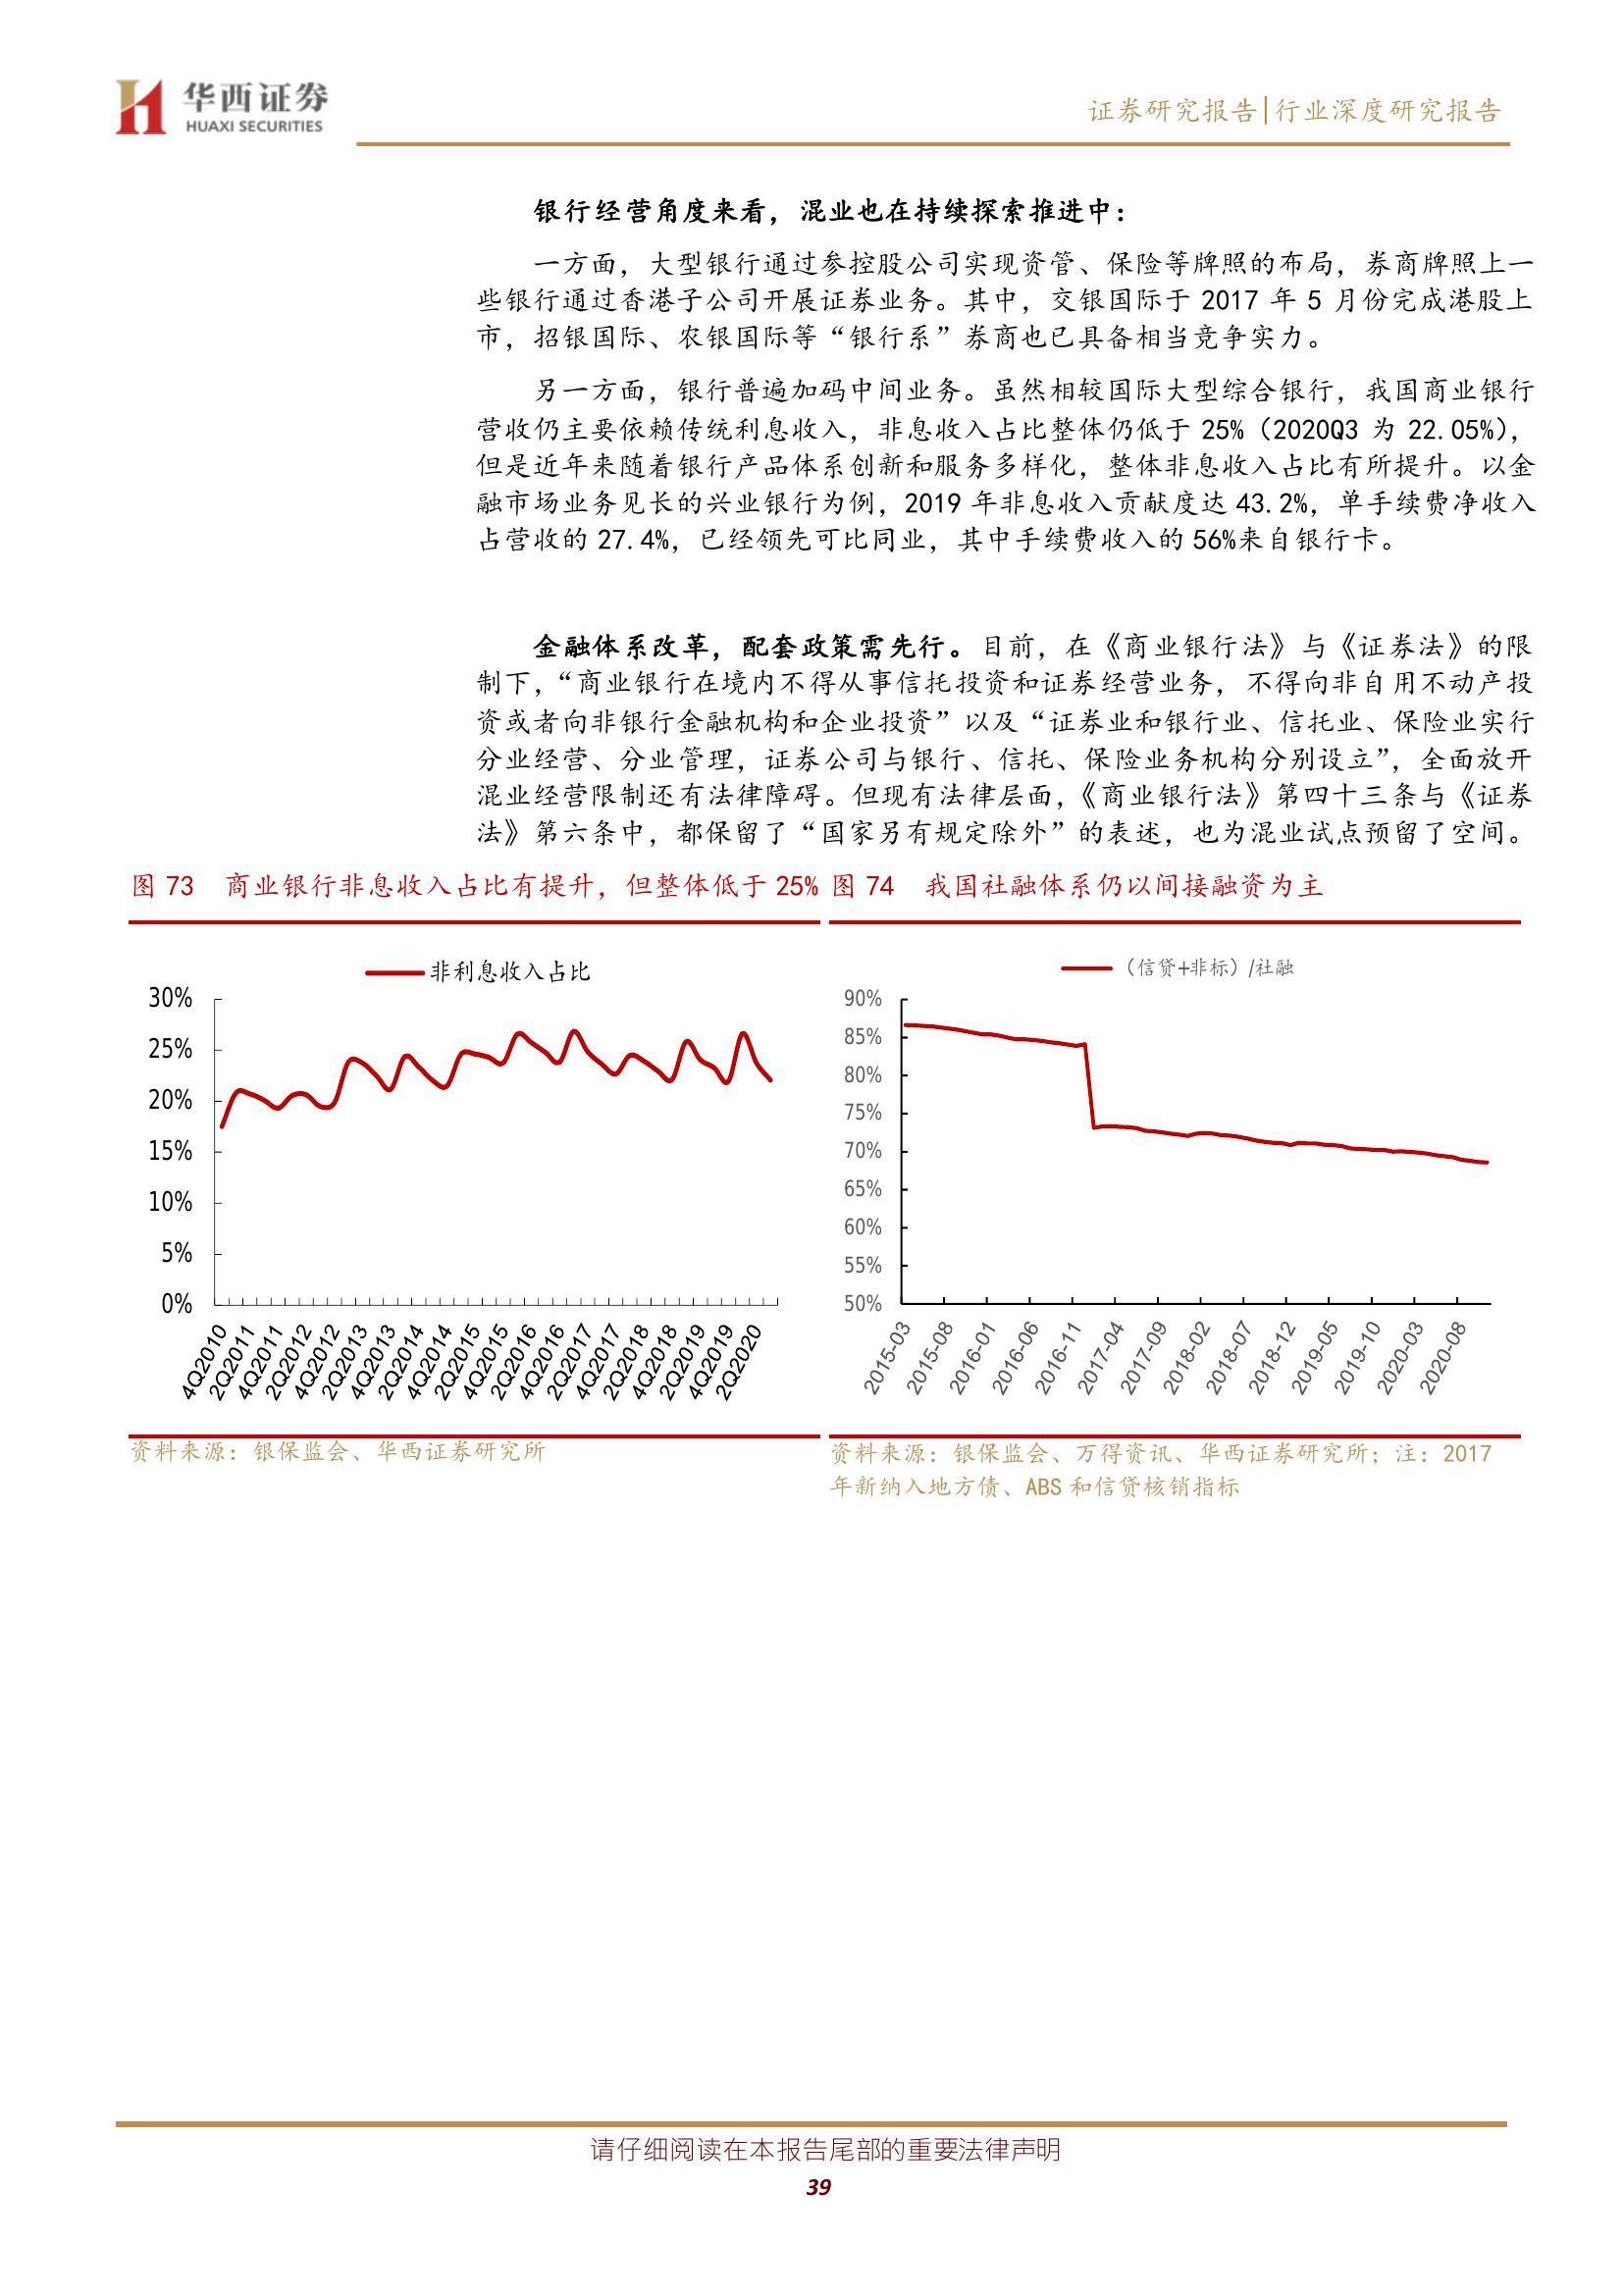 华西证券
HUAXI SECURITIES
证券研究报告|行业深度研究报告
银行经营角度来看，混业也在持续探索推进中：
一方面，大型银行通过参控股公司实现资管、保险等牌照的布局，券商牌照上一
些银行通过香港子公司开展证券业务。其中，交银国际于 2017 年 5 月份完成港股上
市，招银国际、农银国际等“银行系”券商也已具备相当竞争实力。
另一方面，银行普遍加码中间业务。虽然相较国际大型综合银行，我国商业银行
营收仍主要依赖传统利息收入，非息收入占比整体仍低于 25%（2020Q3 为 22.05%），
但是近年来随着银行产品体系创新和服务多样化，整体非息收入占比有所提升。以金
融市场业务见长的兴业银行为例，2019 年非息收入贡献度达 43.2%，单手续费净收入
占营收的 27.4%，已经领先可比同业，其中手续费收入的 56%来自银行卡。
金融体系改革，配套政策需先行。目前，在《商业银行法》与《证券法》的限
制下，“商业银行在境内不得从事信托投资和证券经营业务，不得向非自用不动产投
资或者向非银行金融机构和企业投资”以及“证券业和银行业、信托业、保险业实行
分业经营、分业管理，证券公司与银行、信托、保险业务机构分别设立”，全面放开
混业经营限制还有法律障碍。但现有法律层面，《商业银行法》第四十三条与《证券
法》第六条中，都保留了“国家另有规定除外”的表述，也为混业试点预留了空间。
图 73 商业银行非息收入占比有提升，但整体低于 25%
非利息收入占比
30%
25%
20%
15%
10%
5%
0%
4Q2010
2Q2011
4Q2011
2Q2012
4Q2012
2Q2013
4Q2013
2Q2014
4Q2014
2Q2015
4Q2015
2Q2016
4Q2016
2Q2017
4Q2017
2Q2018
4Q2018
2Q2019
4Q2019
2Q2020
资料来源：银保监会、华西证券研究所
图 74 我国社融体系仍以间接融资为主
（信贷+非标）/社融
90%
85%
80%
75%
70%
65%
60%
55%
50%
2015-03
2015-08
2016-01
2016-06
2016-11
2017-04
2017-09
2018-02
2018-07
2018-12
2019-05
2019-10
2020-03
2020-08
资料来源：银保监会、万得资讯、华西证券研究所；注：2017
年新纳入地方债、ABS 和信贷核销指标
请仔细阅读在本报告尾部的重要法律声明
39